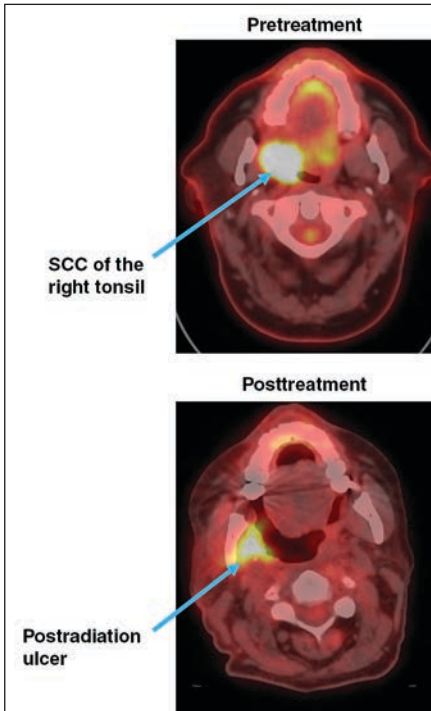 Pretreatment
SCC of the
right tonsil
Posttreatment
Postradiation
ulcer